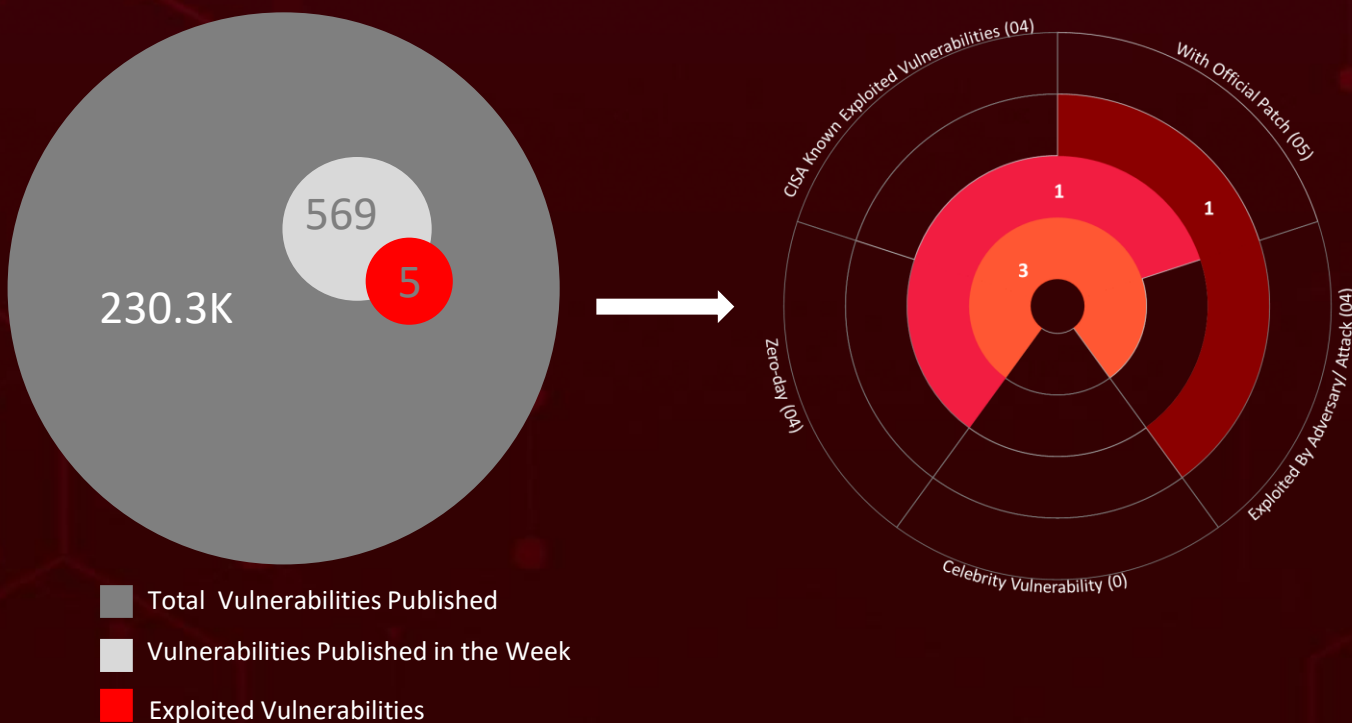 569
5
230.3K
Total Vulnerabilities Published
Vulnerabilities Published in the Week
Exploited Vulnerabilities
CISA Known Exploited Vulnerabilities (04)
With Official Patch (05)
1
1
3
Zero-day (04)
Exploited By Adversary/ Attack (04)
Celebrity Vulnerability (0)